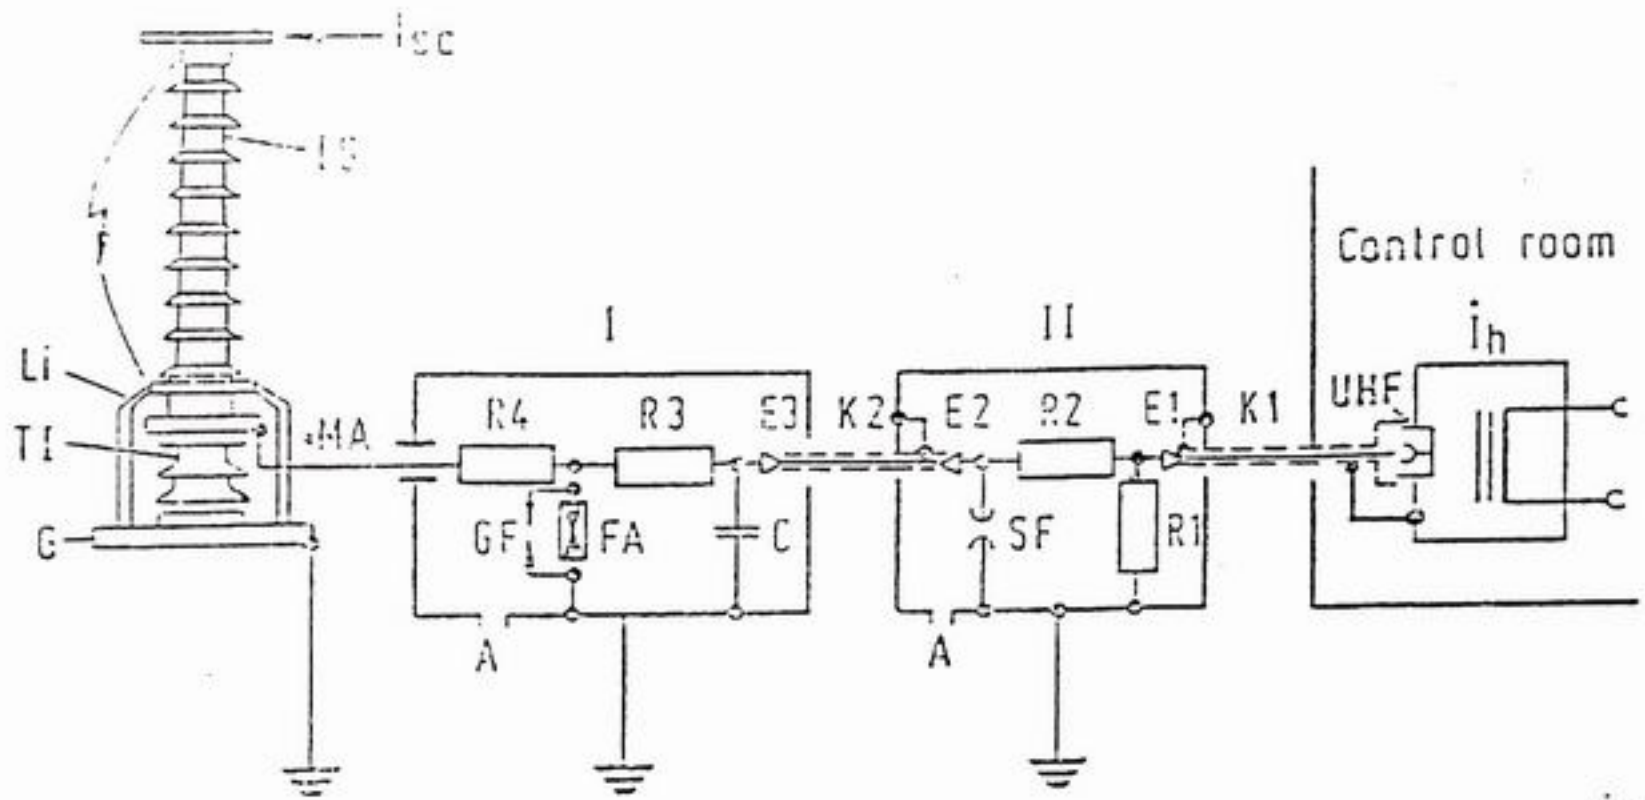 isc
IS
F
Control room
I
II
ih
Li
UHF
R4
R3
E3
K2
E2
R2
E1
K1
TI
MA
G
GF
FA
C
SF
R1
A
A